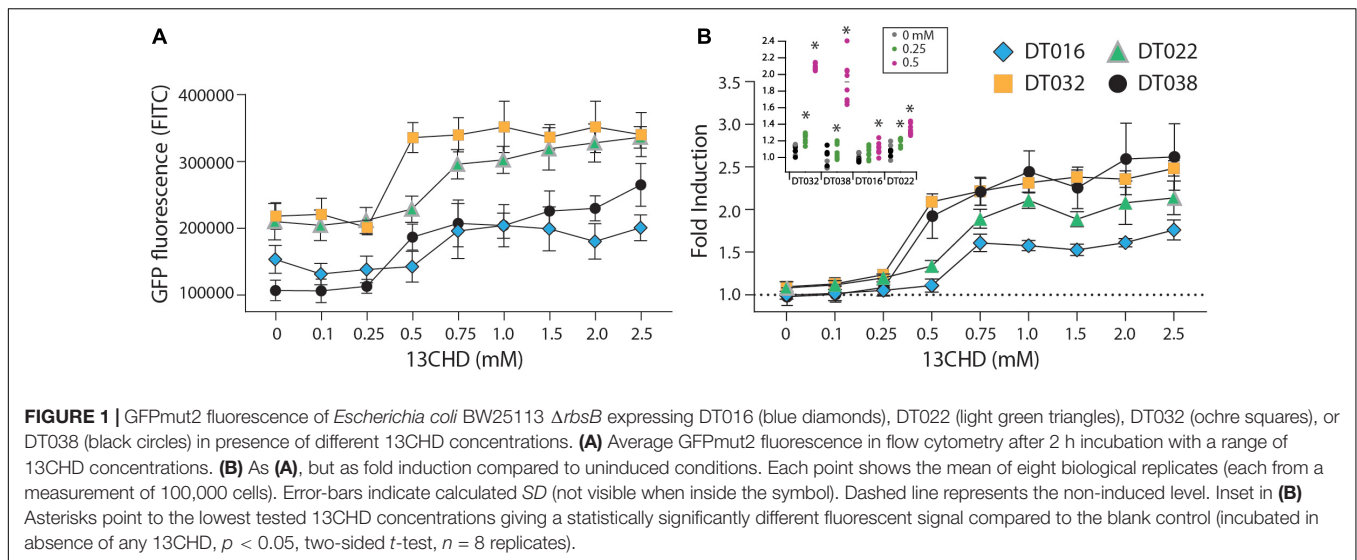 A
GFP fluorescence (FITC)
400000
300000
200000
100000
0 0.1 0.25 0.5 0.75 1.0 1.5 2.0 2.5
13CHD (mM)
B
Fold Induction
3.5
3.0
2.5
2.0
1.5
1.0
0 0.1 0.25 0.5 0.75 1.0 1.5 2.0 2.5
13CHD (mM)
2.4
2.2
2.0
1.8
1.6
1.4
1.2
1.0
* * * * * * *
DT032 DT038 DT016 DT022
0 mM
0.25
0.5
DT016 DT022
DT032 DT038
FIGURE 1 | GFPmut2 fluorescence of Escherichia coli BW25113 ΔrbsB expressing DT016 (blue diamonds), DT022 (light green triangles), DT032 (ochre squares), or
DT038 (black circles) in presence of different 13CHD concentrations. (A) Average GFPmut2 fluorescence in flow cytometry after 2 h incubation with a range of
13CHD concentrations. (B) As (A), but as fold induction compared to uninduced conditions. Each point shows the mean of eight biological replicates (each from a
measurement of 100,000 cells). Error-bars indicate calculated SD (not visible when inside the symbol). Dashed line represents the non-induced level. Inset in (B)
Asterisks point to the lowest tested 13CHD concentrations giving a statistically significantly different fluorescent signal compared to the blank control (incubated in
absence of any 13CHD, p < 0.05, two-sided t-test, n = 8 replicates).